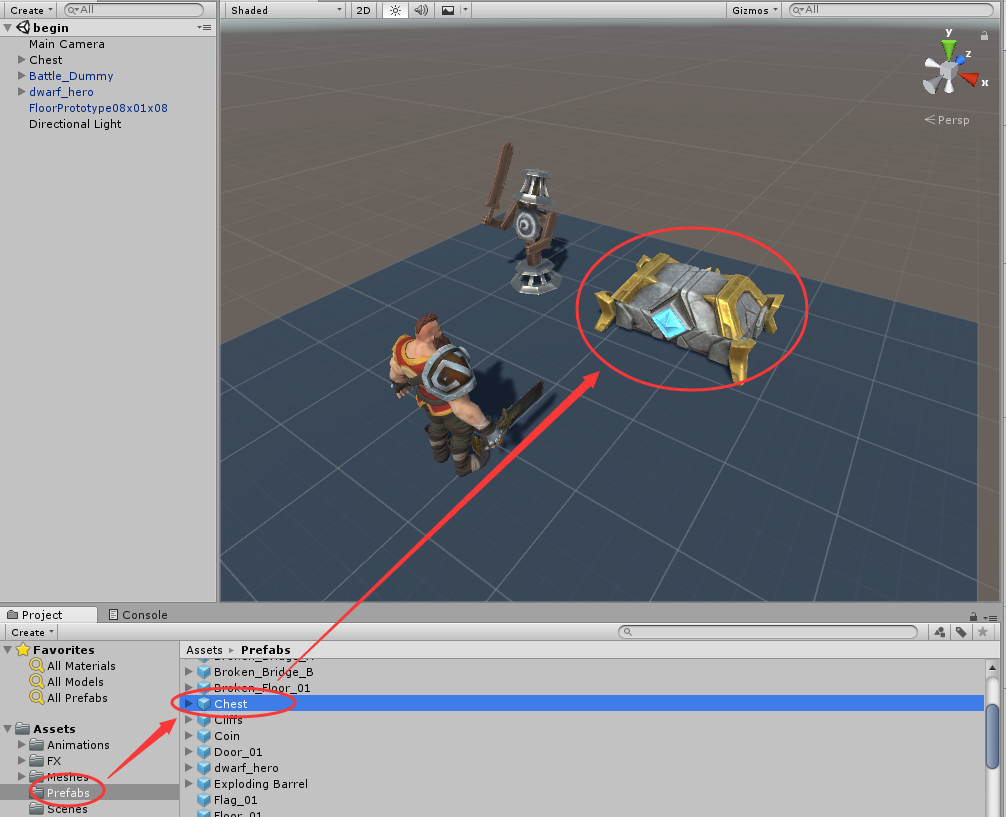 Create
All
Shaded
2D
Gizmos
All
begin
Main Camera
Chest
Battle_Dummy
dwarf_hero
FloorPrototype08x01x08
Directional Light
y
z
x
Persp
Project
Console
Create
Favorites
All Materials
All Models
All Prefabs
Assets
Animations
FX
Meshes
Prefabs
Scenes
Assets Prefabs
Broken_Bridge_B
Broken_Floor_01
Chest
Cliffs
Coin
Door_01
dwarf_hero
Exploding Barrel
Flag_01
Floor_01